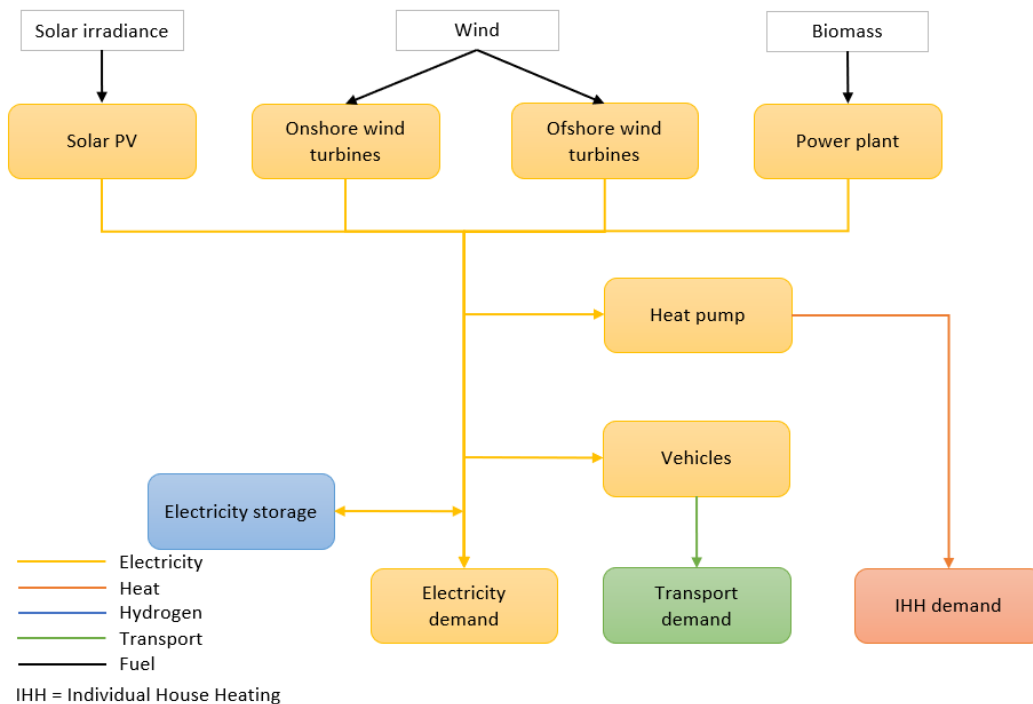 Solar irradiance
Wind
Biomass
Solar PV
Onshore wind
turbines
Ofshore wind
turbines
Power plant
Heat pump
Vehicles
Electricity storage
Electricity
demand
Transport
demand
IHH demand
Electricity
Heat
Hydrogen
Transport
Fuel
IHH = Individual House Heating